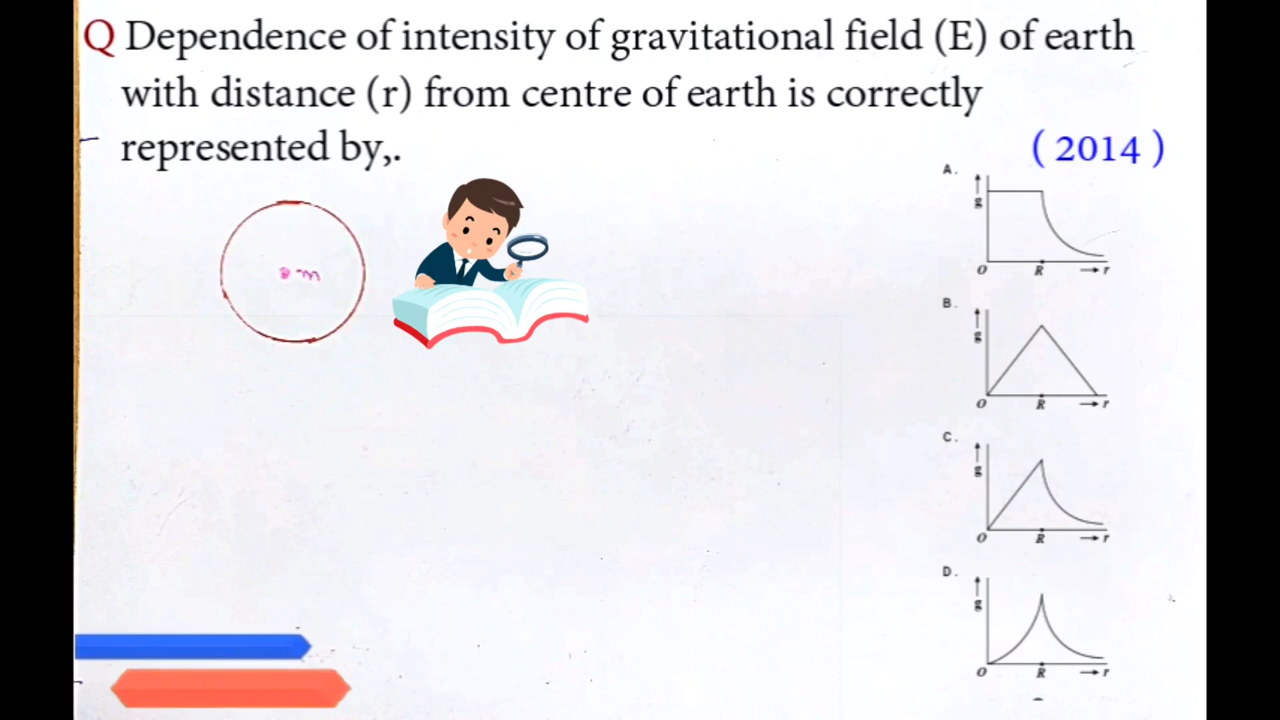 Q Dependence of intensity of gravitational field (E) of earth
with distance (r) from centre of earth is correctly
represented by,.
( 2014 )
m
A.
O R r
B.
O R r
C.
O R r
D.
O R r